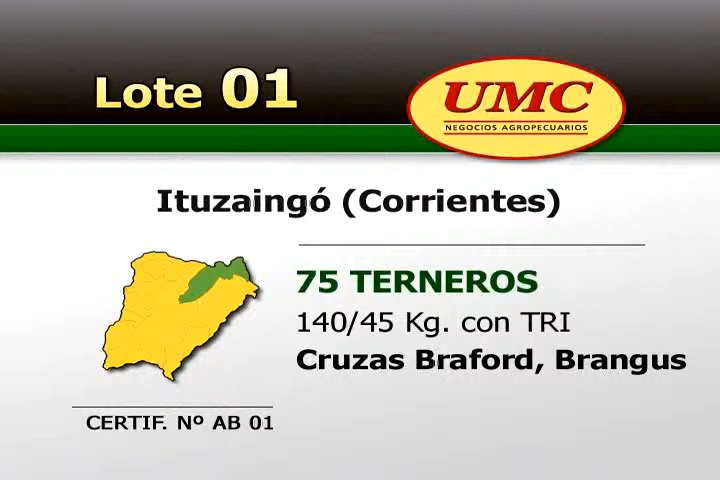 Lote 01
UMC
NEGOCIOS AGROPECUARIOS
Ituzaingó (Corrientes)
75 TERNEROS
140/45 Kg. con TRI
Cruzas Braford, Brangus
CERTIF. Nº AB 01